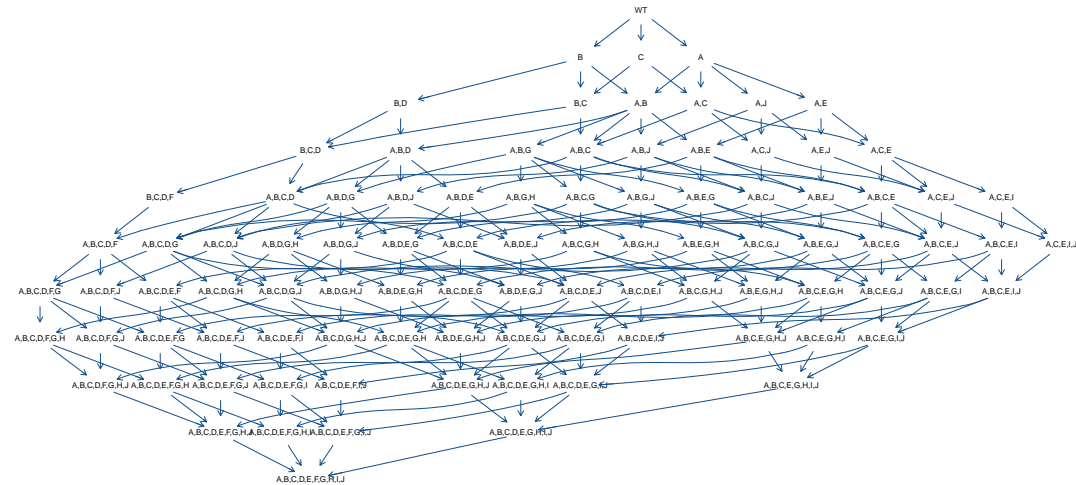 WT
B C A
B,D B,C A,B A,C A,J A,E
B,C,D A,B,D A,B,G A,B,C A,B,J A,B,E A,C,J A,E,J A,C,E
B,C,D,F A,B,C,D A,B,D,G A,B,D,J A,B,D,E A,B,G,H A,B,C,G A,B,G,J A,B,E,G A,B,C,J A,B,E,J A,B,C,E A,C,E,J A,C,E,I
A,B,C,D,F A,B,C,D,G A,B,C,D,J A,B,D,G,H A,B,D,G,J A,B,D,E,G A,B,C,D,E A,B,D,E,J A,B,C,G,H A,B,G,H,J A,B,E,G,H A,B,C,G,J A,B,E,G,J A,B,C,E,G A,B,C,E,J A,B,C,E,I A,C,E,I,J
A,B,C,D,F,G A,B,C,D,F,J A,B,C,D,E,F A,B,C,D,G,H A,B,C,D,G,J A,B,D,G,H,J A,B,D,E,G,H A,B,C,D,E,G A,B,D,E,G,J A,B,C,D,E,J A,B,C,D,E,I A,B,C,G,H,J A,B,E,G,H,J A,B,C,E,G,H A,B,C,E,G,J A,B,C,E,G,I A,B,C,E,I,J
A,B,C,D,F,G,H A,B,C,D,F,G,J A,B,C,D,E,F,G A,B,C,D,E,F,J A,B,C,D,E,F,I A,B,C,D,G,H,J A,B,C,D,E,G,H A,B,D,E,G,H,J A,B,C,D,E,G,J A,B,C,D,E,G,I A,B,C,D,E,I,J A,B,C,E,G,H,J A,B,C,E,G,H,I A,B,C,E,G,I,J
A,B,C,D,F,G,H,J A,B,C,D,E,F,G,H A,B,C,D,E,F,G,J A,B,C,D,E,F,G,I A,B,C,D,E,F,I,J A,B,C,D,E,G,H,J A,B,C,D,E,G,H,I A,B,C,D,E,G,I,J A,B,C,E,G,H,I,J
A,B,C,D,E,F,G,H,J A,B,C,D,E,F,G,H,I A,B,C,D,E,F,G,I,J A,B,C,D,E,G,H,I,J
A,B,C,D,E,F,G,H,I,J